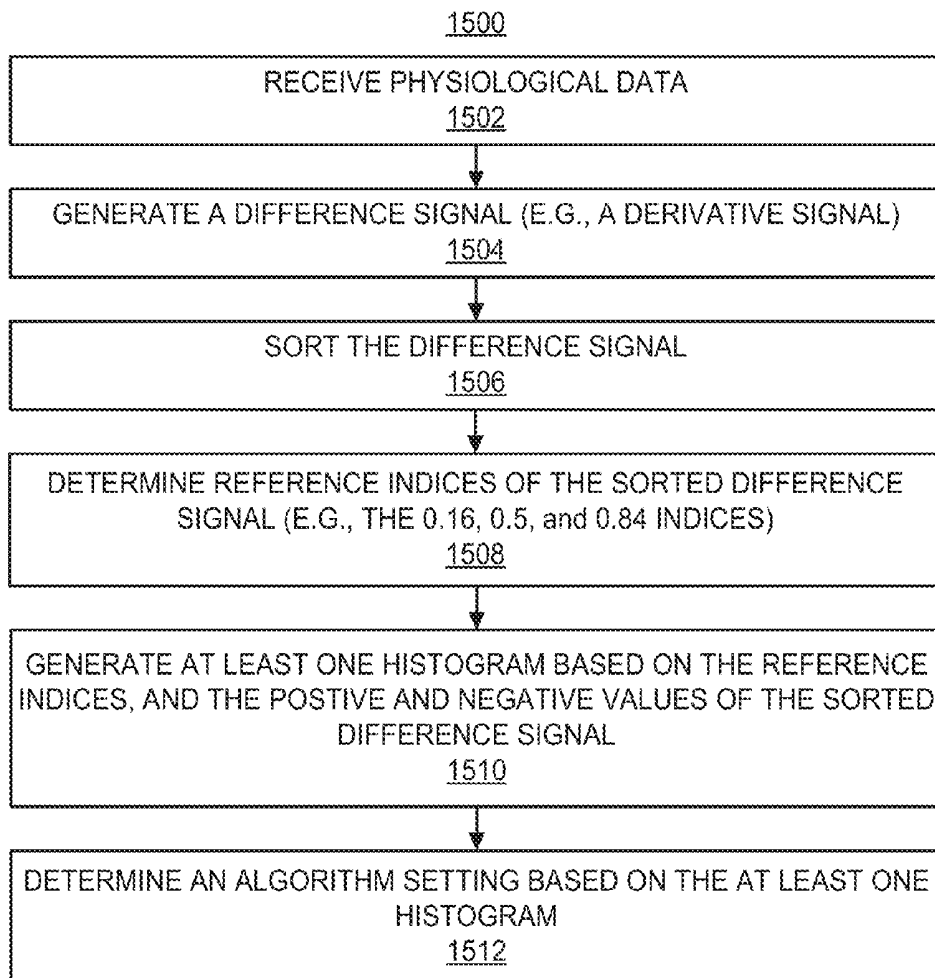 1500
RECEIVE PHYSIOLOGICAL DATA
1502
GENERATE A DIFFERENCE SIGNAL (E.G., A DERIVATIVE SIGNAL)
1504
SORT THE DIFFERENCE SIGNAL
1506
DETERMINE REFERENCE INDICES OF THE SORTED DIFFERENCE
SIGNAL (E.G., THE 0.16, 0.5, and 0.84 INDICES)
1508
GENERATE AT LEAST ONE HISTOGRAM BASED ON THE REFERENCE
INDICES, AND THE POSTIVE AND NEGATIVE VALUES OF THE SORTED
DIFFERENCE SIGNAL
1510
DETERMINE AN ALGORITHM SETTING BASED ON THE AT LEAST ONE
HISTOGRAM
1512